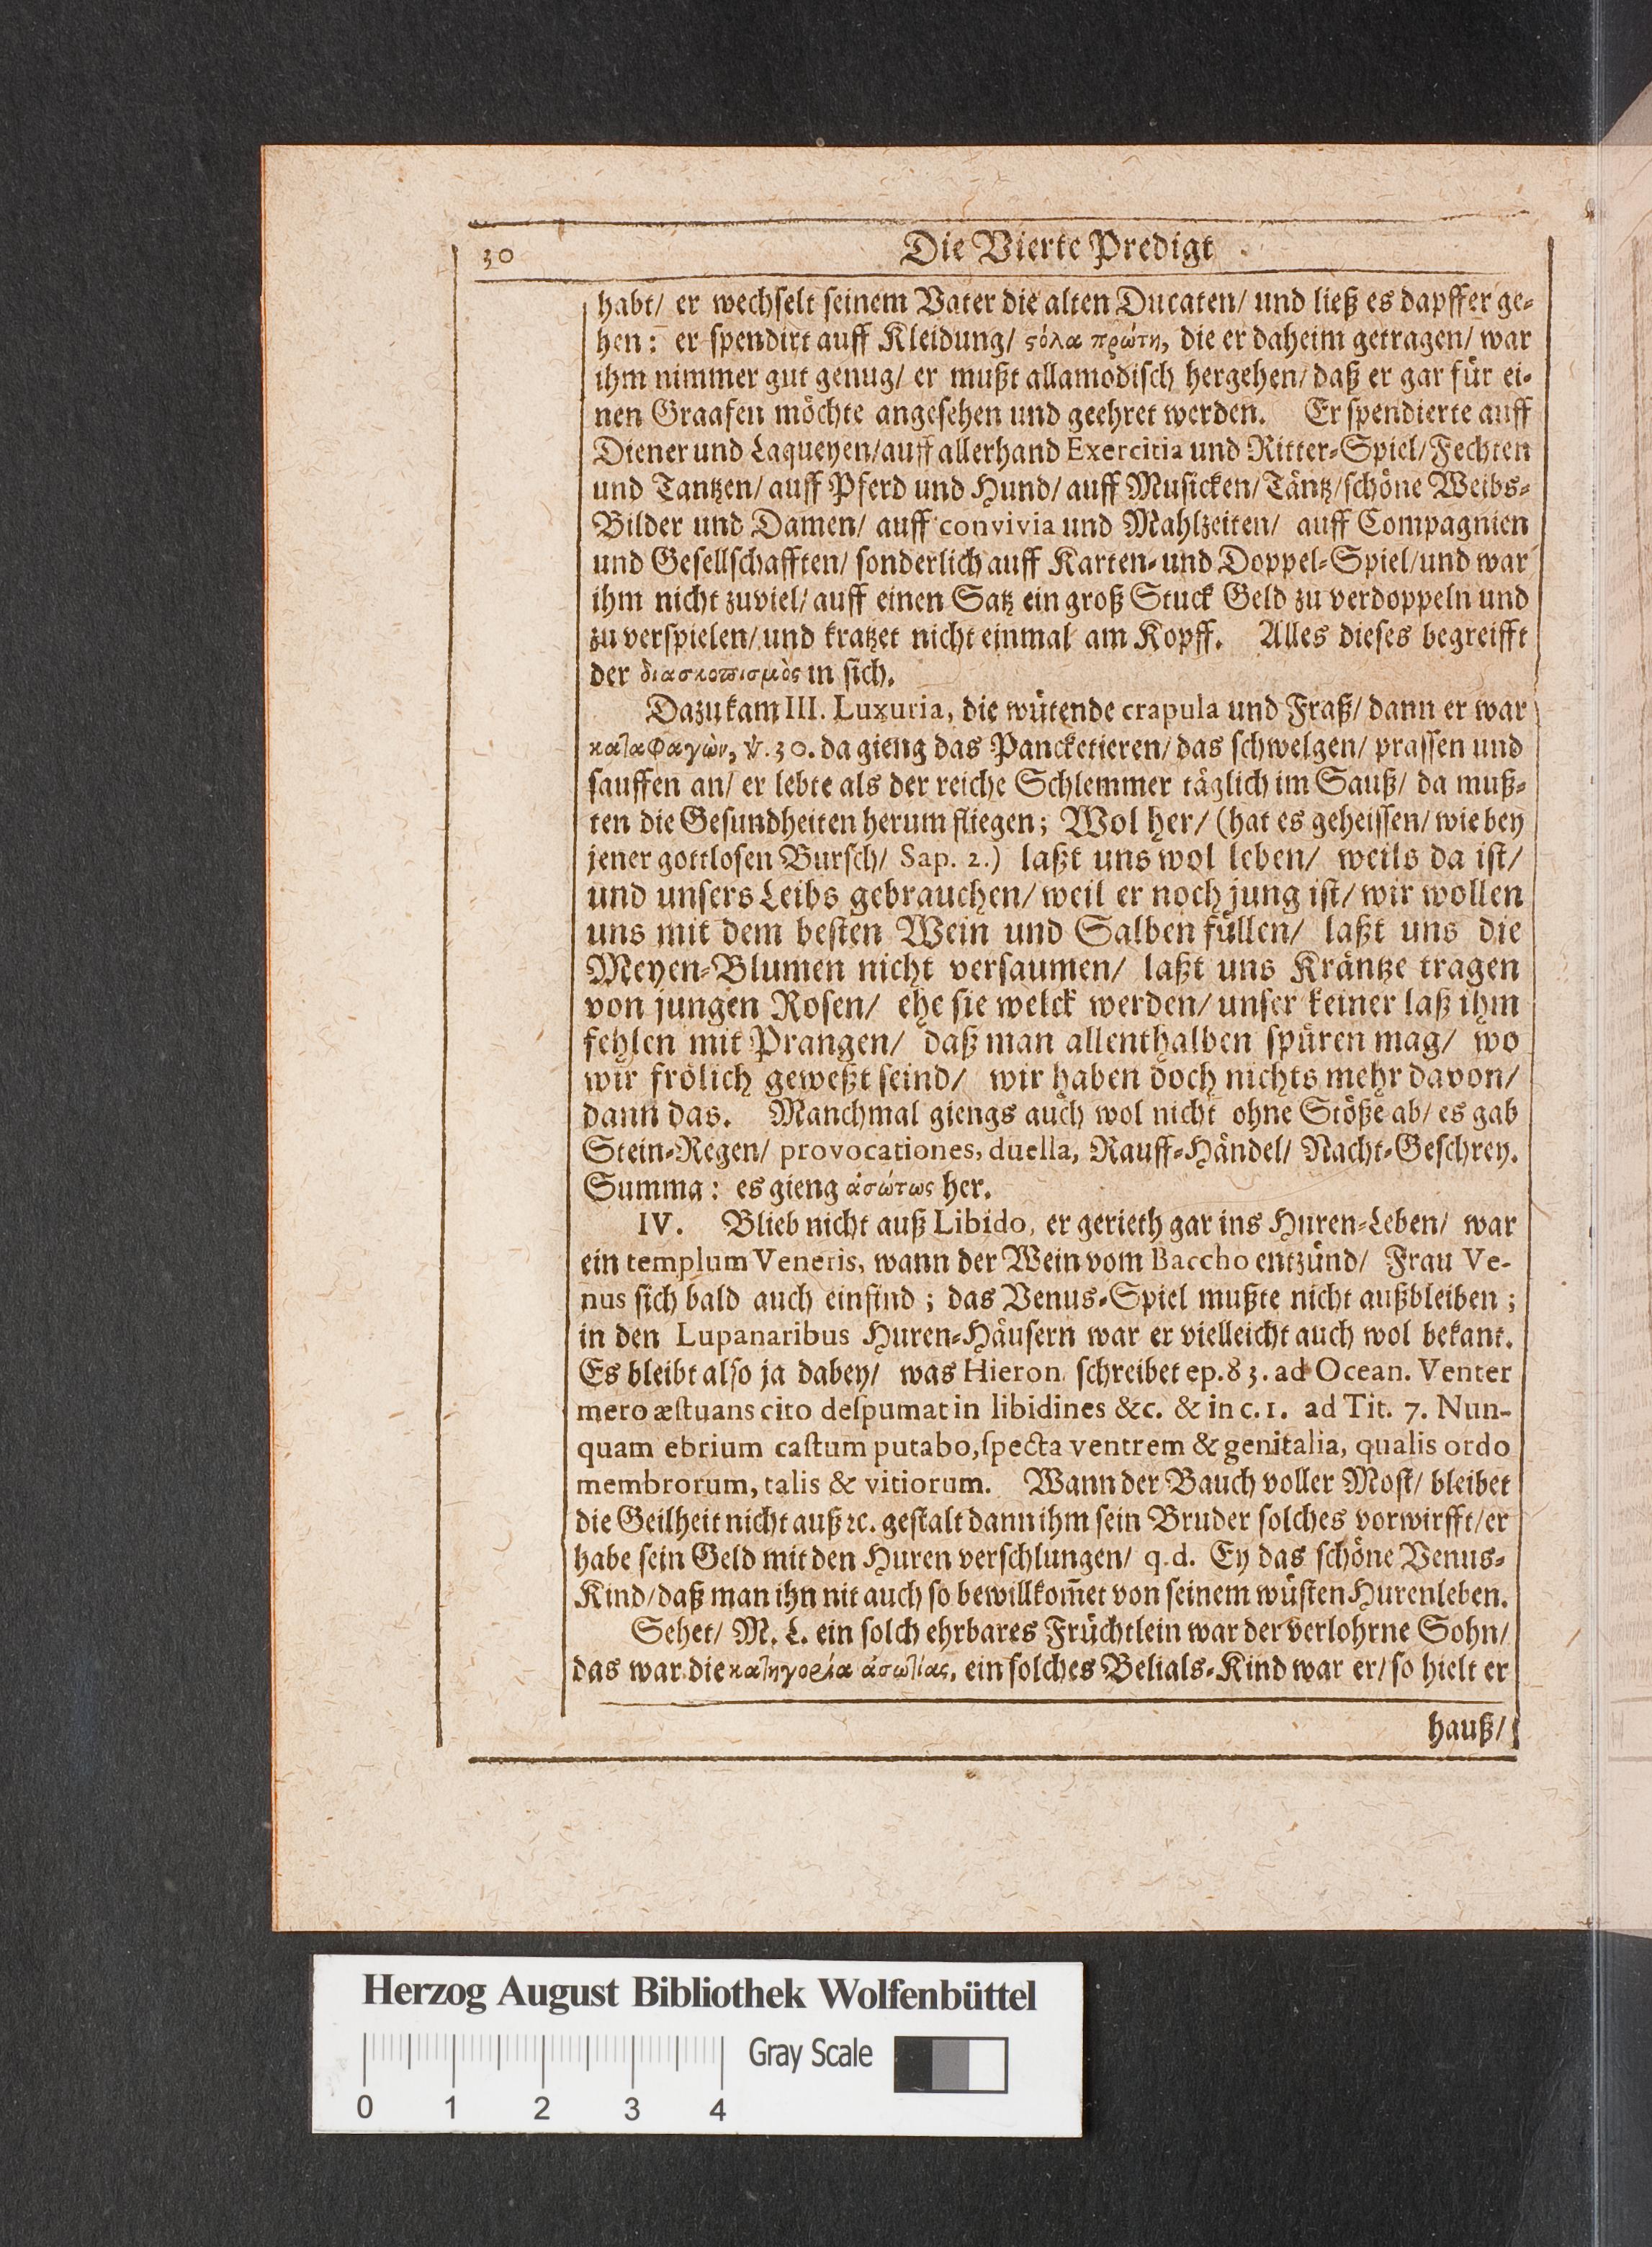 30
Die Vierte Predigt
habt/ er wechselt seinem Vater die alten Ducaten/ und ließ es dapffer ge-
hen: er spendirt auff Kleidung/ ϛόλα πρώτη, die er daheim getragen/ war
ihm nimmer gut genug/ er mußt allamodisch hergehen/ daß er gar für ei-
nen Graafen möchte angesehen und geehret werden. Er spendierte auff
Diener und Laqueyen/ auff allerhand Exercitia und Ritter-Spiel/ Fechten
und Tantzen/ auff Pferd und Hund/ auff Musicken/ Täntz/ schöne Weibs-
Bilder und Damen/ auff convivia und Mahlzeiten/ auff Compagnien
und Gesellschafften/ sonderlich auff Karten- und Doppel-Spiel/ und war
ihm nicht zuviel/ auff einen Satz ein groß Stuck Geld zu verdoppeln und
zu verspielen/ und kratzet nicht einmal am Kopff. Alles dieses begreifft
der διασκοπισμὸς in sich.
Dazu kam III. Luxuria, die wütende crapula und Fraß/ dann er war
καταφαγὼν, ℣. 30. da gieng das Pancketieren/ das schwelgen/ prassen und
sauffen an/ er lebte als der reiche Schlemmer täglich im Sauß/ da muß-
ten die Gesundheiten herum fliegen; Wol her/ (hat es geheissen/ wie bey
jener gottlosen Bursch/ Sap. 2.) laßt uns wol leben/ weils da ist/
und unsers Leibs gebrauchen/ weil er noch jung ist/ wir wollen
uns mit dem besten Wein und Salben füllen/ laßt uns die
Meyen-Blumen nicht versaumen/ laßt uns Kräntze tragen
von jungen Rosen/ ehe sie welck werden/ unser keiner laß ihm
fehlen mit Prangen/ daß man allenthalben spüren mag/ wo
wir frölich geweßt seind/ wir haben doch nichts mehr davon/
dann das. Manchmal giengs auch wol nicht ohne Stöße ab/ es gab
Stein-Regen/ provocationes, duella, Rauff-Händel/ Nacht-Geschrey.
Summa: es gieng ἀσώτως her.
IV. Blieb nicht auß Libido, er gerieth gar ins Huren-Leben/ war
ein templum Veneris, wann der Wein vom Baccho entzünd/ Frau Ve-
nus sich bald auch einfind; das Venus-Spiel mußte nicht außbleiben;
in den Lupanaribus Huren-Häusern war er vielleicht auch wol bekant.
Es bleibt also ja dabey/ was Hieron. schreibet ep. 83. ad Ocean. Venter
mero æstuans cito despumat in libidines &c. & in c. 1. ad Tit. 7. Nun-
quam ebrium castum putabo, specta ventrem & genitalia, qualis ordo
membrorum, talis & vitiorum. Wann der Bauch voller Most/ bleibet
die Geilheit nicht auß ꝛc. gestalt dann ihm sein Bruder solches vorwirfft/ er
habe sein Geld mit den Huren verschlungen/ q. d. Ey das schöne Venus-
Kind/ daß man ihn nit auch so bewillkom̄et von seinem wüsten Hurenleben.
Sehet/ M. L. ein solch ehrbares Früchtlein war der verlohrne Sohn/
das war die κατηγορία ἀσωτίας, ein solches Belials-Kind war er/ so hielt er
hauß/
Herzog August Bibliothek Wolfenbüttel
Gray Scale
0 1 2 3 4